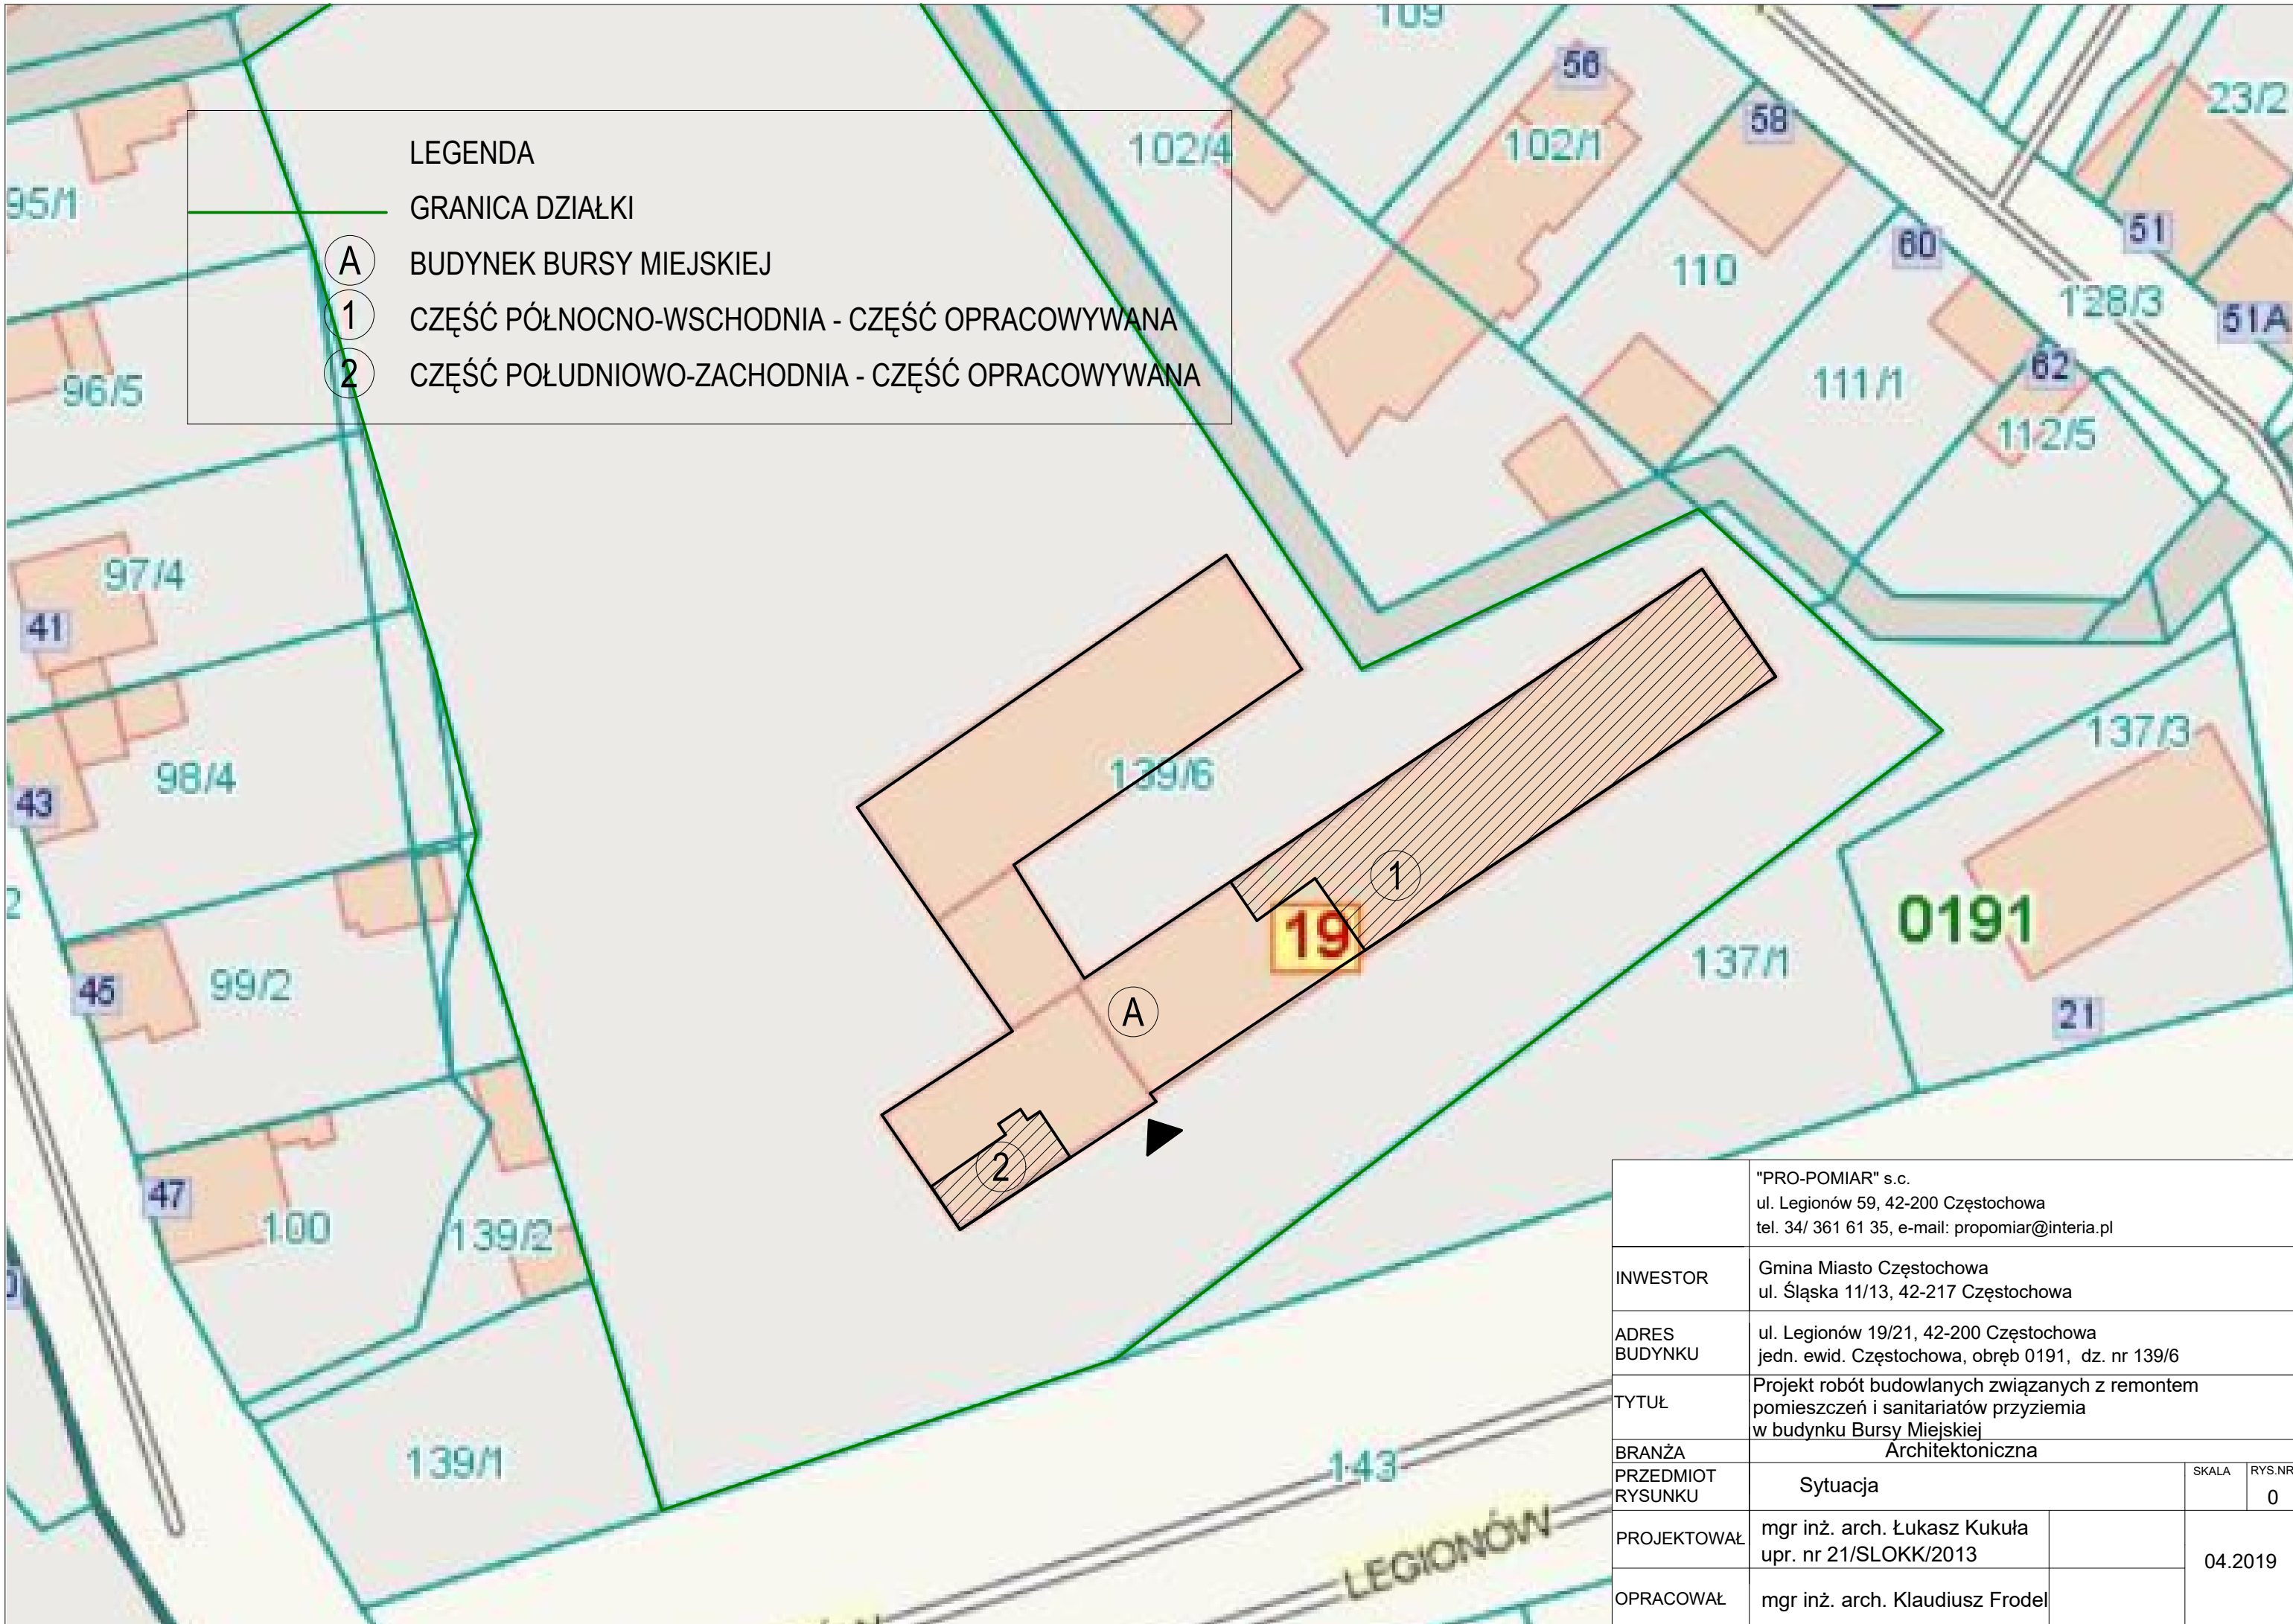 109
56
23/2
58
102/4
102/1
LEGENDA
95/1
GRANICA DZIAŁKI
51
60
A BUDYNEK BURSY MIEJSKIEJ
110
128/3
1 CZĘŚĆ PÓŁNOCNO-WSCHODNIA - CZĘŚĆ OPRACOWYWANA
51A
62
2 CZĘŚĆ POŁUDNIOWO-ZACHODNIA - CZĘŚĆ OPRACOWYWANA
96/5
111/1
112/5
97/4
41
137/3
98/4
139/6
43
1
2
0191
19
137/1
99/2
45
A
21
2
47
100
139/2
"PRO-POMIAR" s.c.
ul. Legionów 59, 42-200 Częstochowa
tel. 34/ 361 61 35, e-mail: propomiar@interia.pl
INWESTOR
Gmina Miasto Częstochowa
ul. Śląska 11/13, 42-217 Częstochowa
ADRES
BUDYNKU
ul. Legionów 19/21, 42-200 Częstochowa
jedn. ewid. Częstochowa, obręb 0191, dz. nr 139/6
TYTUŁ
Projekt robót budowlanych związanych z remontem
pomieszczeń i sanitariatów przyziemia
w budynku Bursy Miejskiej
BRANŻA
Architektoniczna
PRZEDMIOT
RYSUNKU
Sytuacja
SKALA
RYS.NR
0
PROJEKTOWAŁ
mgr inż. arch. Łukasz Kukuła
upr. nr 21/SLOKK/2013
04.2019
OPRACOWAŁ
mgr inż. arch. Klaudiusz Frodel
139/1
143
LEGIONÓW